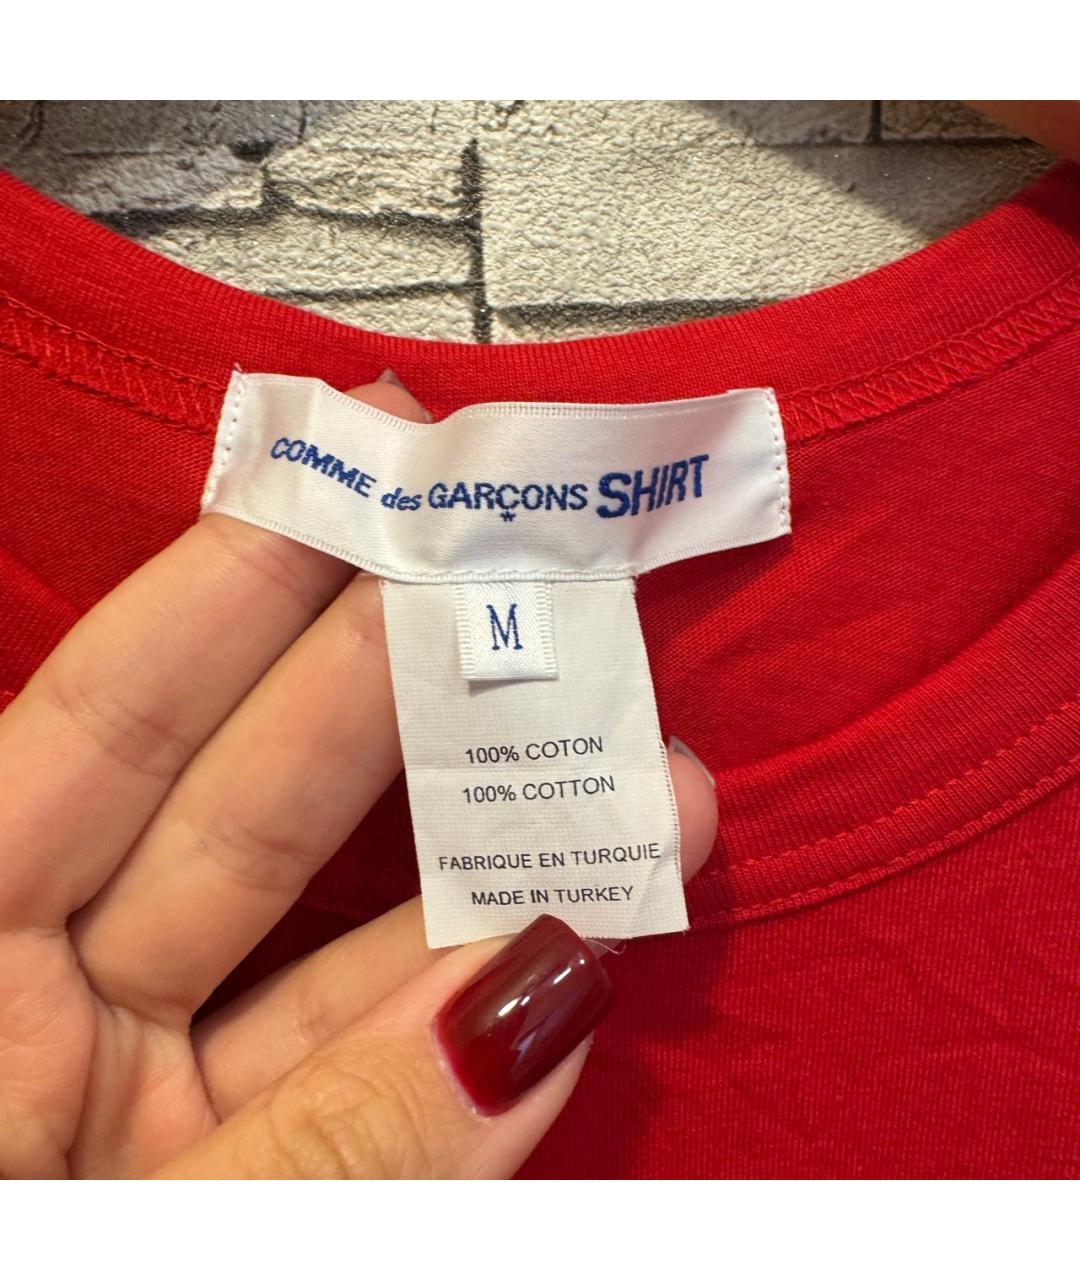 COMME des GARÇONS SHIRT
M
100% COTON
100% COTTON
FABRIQUE EN TURQUIE
MADE IN TURKEY